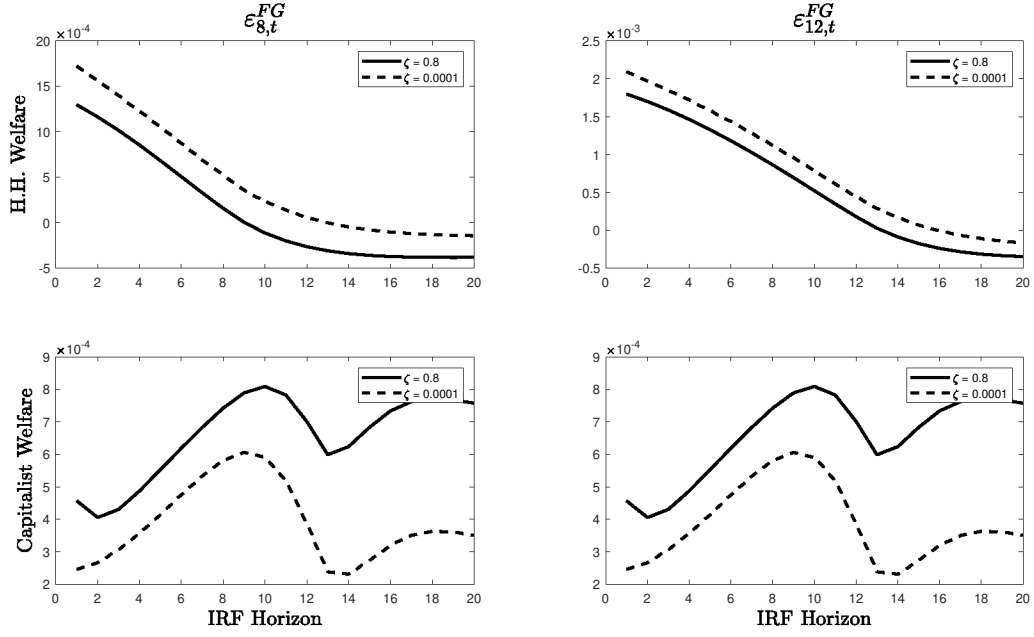 ε^{FG}_{8,t}
×10^{-4}
20
15
10
5
0
-5
0 2 4 6 8 10 12 14 16 18 20
H.H. Welfare
ζ = 0.8
ζ = 0.0001
ε^{FG}_{12,t}
×10^{-3}
2.5
2
1.5
1
0.5
0
-0.5
0 2 4 6 8 10 12 14 16 18 20
ζ = 0.8
ζ = 0.0001
×10^{-4}
9
8
7
6
5
4
3
2
0 2 4 6 8 10 12 14 16 18 20
Capitalist Welfare
IRF Horizon
ζ = 0.8
ζ = 0.0001
×10^{-4}
9
8
7
6
5
4
3
2
0 2 4 6 8 10 12 14 16 18 20
IRF Horizon
ζ = 0.8
ζ = 0.0001